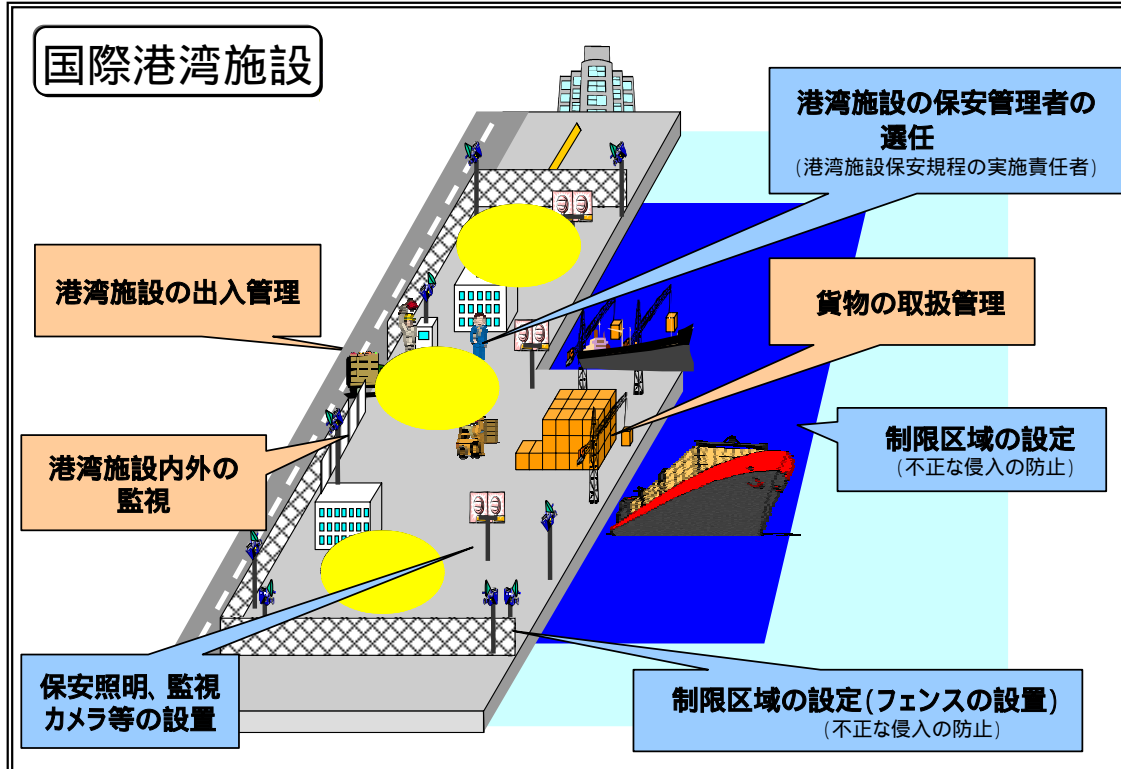 国際港湾施設
港湾施設の保安管理者の
選任
(港湾施設保安規程の実施責任者)
港湾施設の出入管理
貨物の取扱管理
制限区域の設定
(不正な侵入の防止)
港湾施設内外の
監視
保安照明、監視
カメラ等の設置
制限区域の設定(フェンスの設置)
(不正な侵入の防止)